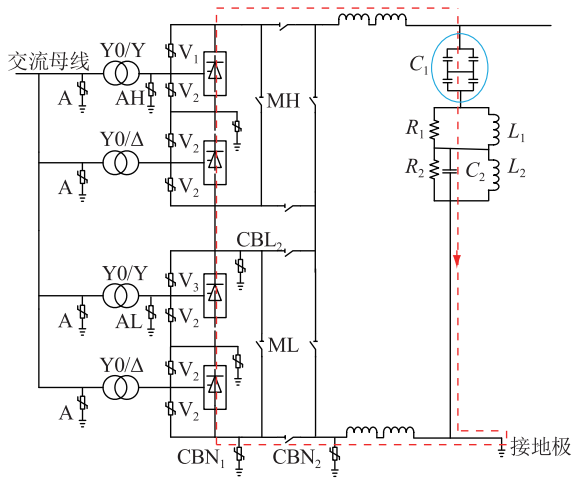 交流母线
Y0/Y
A
AH
V1
V2
MH
C1
R1
L1
R2
C2
L2
Y0/Δ
A
V2
V2
CBL2
Y0/Y
A
AL
V3
V2
ML
Y0/Δ
A
V2
V2
CBN1
CBN2
接地极